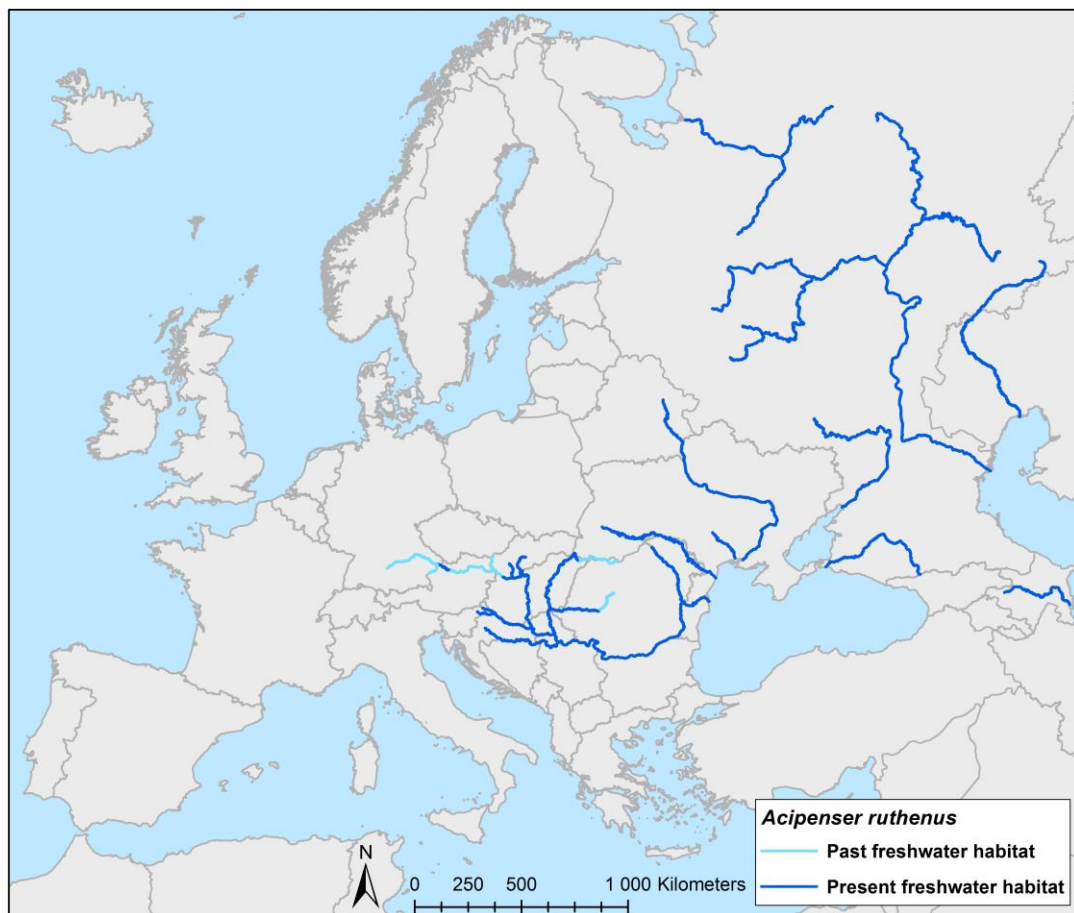 N
0 250 500 1 000 Kilometers
Acipenser ruthenus
Past freshwater habitat
Present freshwater habitat